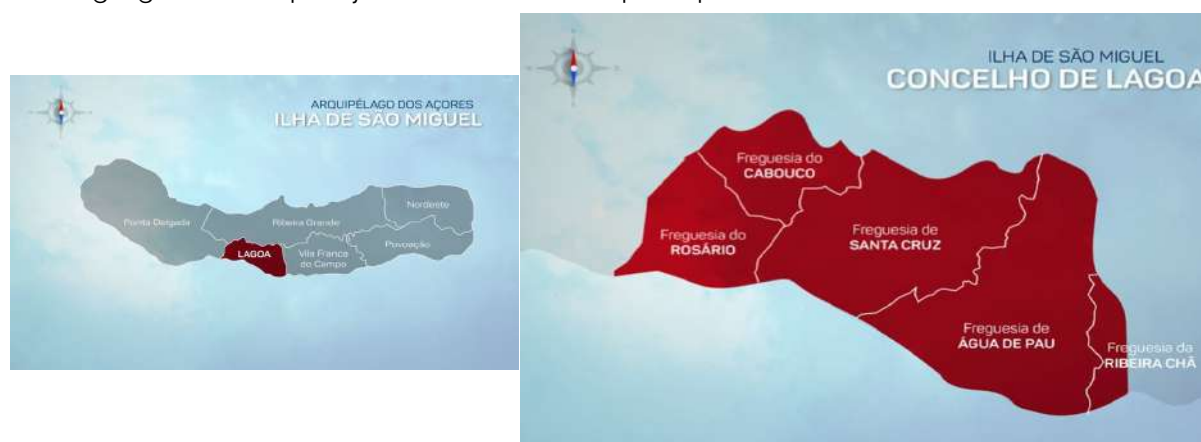 ARQUIPÉLAGO DOS AÇORES
ILHA DE SÃO MIGUEL
Ponta Delgada
Ribeira Grande
Nordeste
LAGOA
Vila Franca
do Campo
Povoação
ILHA DE SÃO MIGUEL
CONCELHO DE LAGOA
Freguesia do
CABOUCO
Freguesia do
ROSÁRIO
Freguesia de
SANTA CRUZ
Freguesia de
ÁGUA DE PAU
Freguesia da
RIBEIRA CHÃ